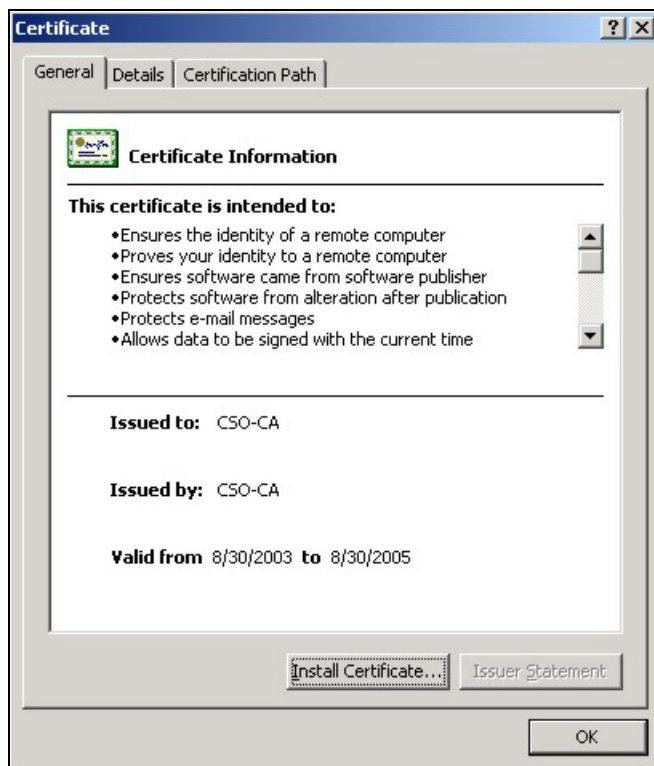 Certificate
General Details Certification Path
Certificate Information
This certificate is intended to:
•Ensures the identity of a remote computer
•Proves your identity to a remote computer
•Ensures software came from software publisher
•Protects software from alteration after publication
•Protects e-mail messages
•Allows data to be signed with the current time
Issued to: CSO-CA
Issued by: CSO-CA
Valid from 8/30/2003 to 8/30/2005
Install Certificate... Issuer Statement
OK